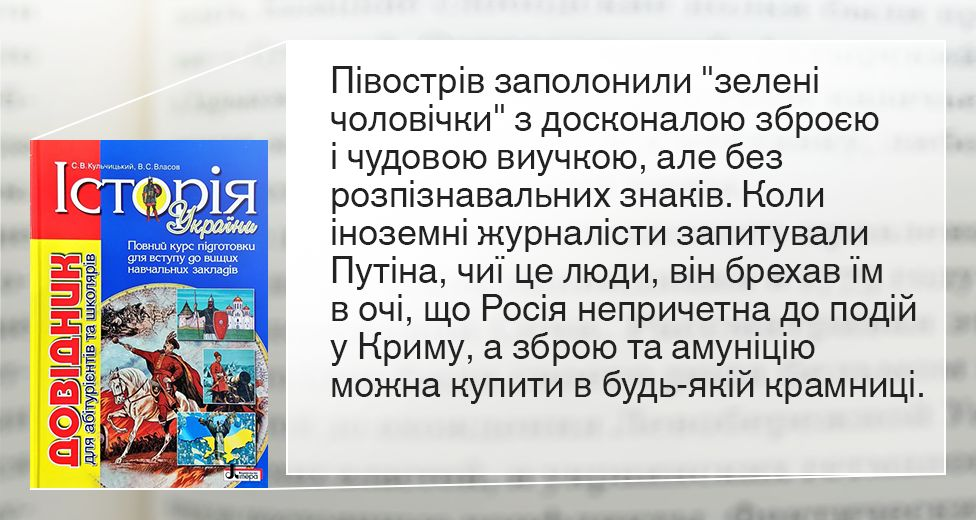 С. В. Кульчицький, В. С. Власов
Історія
України
Повний курс підготовки
для вступу до вищих
навчальних закладів
ДОВІДНИК
для абітурієнтів та школярів
Літера
Півострів заполонили "зелені
чоловічки" з досконалою зброєю
і чудовою виучкою, але без
розпізнавальних знаків. Коли
іноземні журналісти запитували
Путіна, чиї це люди, він брехав їм
в очі, що Росія непричетна до подій
у Криму, а зброю та амуніцію
можна купити в будь-якій крамниці.